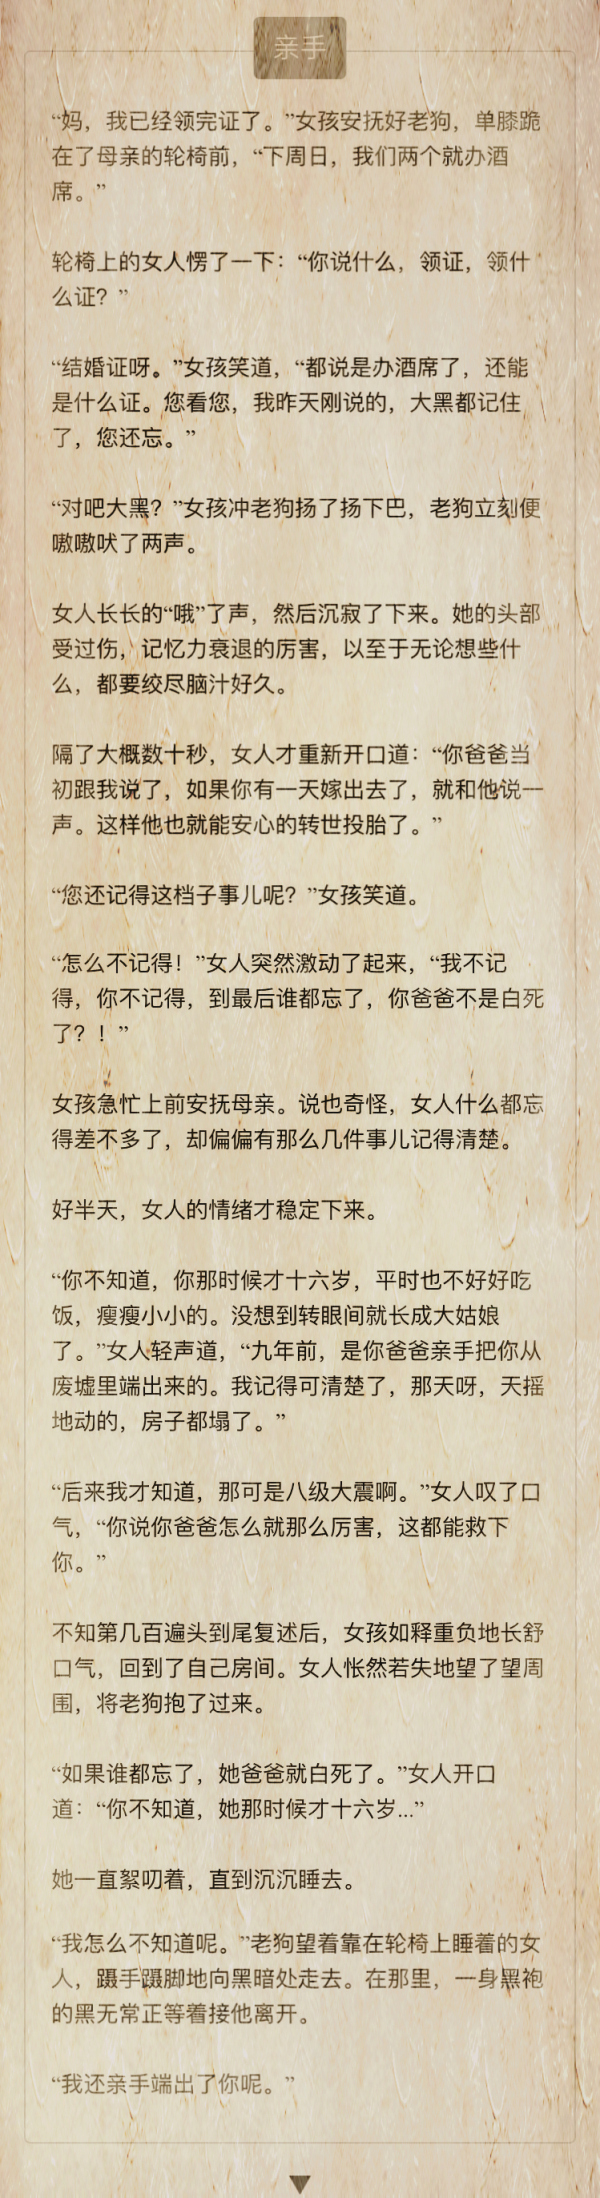 亲手
“妈，我已经领完证了。”女孩安抚好老狗，单膝跪
在了母亲的轮椅前，“下周日，我们两个就办酒
席。”
轮椅上的女人愣了一下：“你说什么，领证，领什
么证？”
“结婚证呀。”女孩笑道，“都说是办酒席了，还能
是什么证。您看您，我昨天刚说的，大黑都记住
了，您还忘。”
“对吧大黑？”女孩冲老狗扬了扬下巴，老狗立刻便
嗷嗷吠了两声。
女人长长的“哦”了声，然后沉寂了下来。她的头部
受过伤，记忆力衰退的厉害，以至于无论想些什
么，都要绞尽脑汁好久。
隔了大概数十秒，女人才重新开口道：“你爸爸当
初跟我说了，如果你有一天嫁出去了，就和他说一
声。这样他也就能安心的转世投胎了。”
“您还记得这档子事儿呢？”女孩笑道。
“怎么不记得！”女人突然激动了起来，“我不记
得，你不记得，到最后谁都忘了，你爸爸不是白死
了？！”
女孩急忙上前安抚母亲。说也奇怪，女人什么都忘
得差不多了，却偏偏有那么几件事儿记得清楚。
好半天，女人的情绪才稳定下来。
“你不知道，你那时候才十六岁，平时也不好好吃
饭，瘦瘦小小的。没想到转眼间就长成大姑娘
了。”女人轻声道，“九年前，是你爸爸亲手把你从
废墟里端出来的。我记得可清楚了，那天呀，天摇
地动的，房子都塌了。”
“后来我才知道，那可是八级大震啊。”女人叹了口
气，“你说你爸爸怎么就那么厉害，这都能救下
你。”
不知第几百遍头到尾复述后，女孩如释重负地长舒
口气，回到了自己房间。女人怅然若失地望了望周
围，将老狗抱了过来。
“如果谁都忘了，她爸爸就白死了。”女人开口
道：“你不知道，她那时候才十六岁...”
她一直絮叨着，直到沉沉睡去。
“我怎么不知道呢。”老狗望着靠在轮椅上睡着的女
人，蹑手蹑脚地向黑暗处走去。在那里，一身黑袍
的黑无常正等着接他离开。
“我还亲手端出了你呢。”